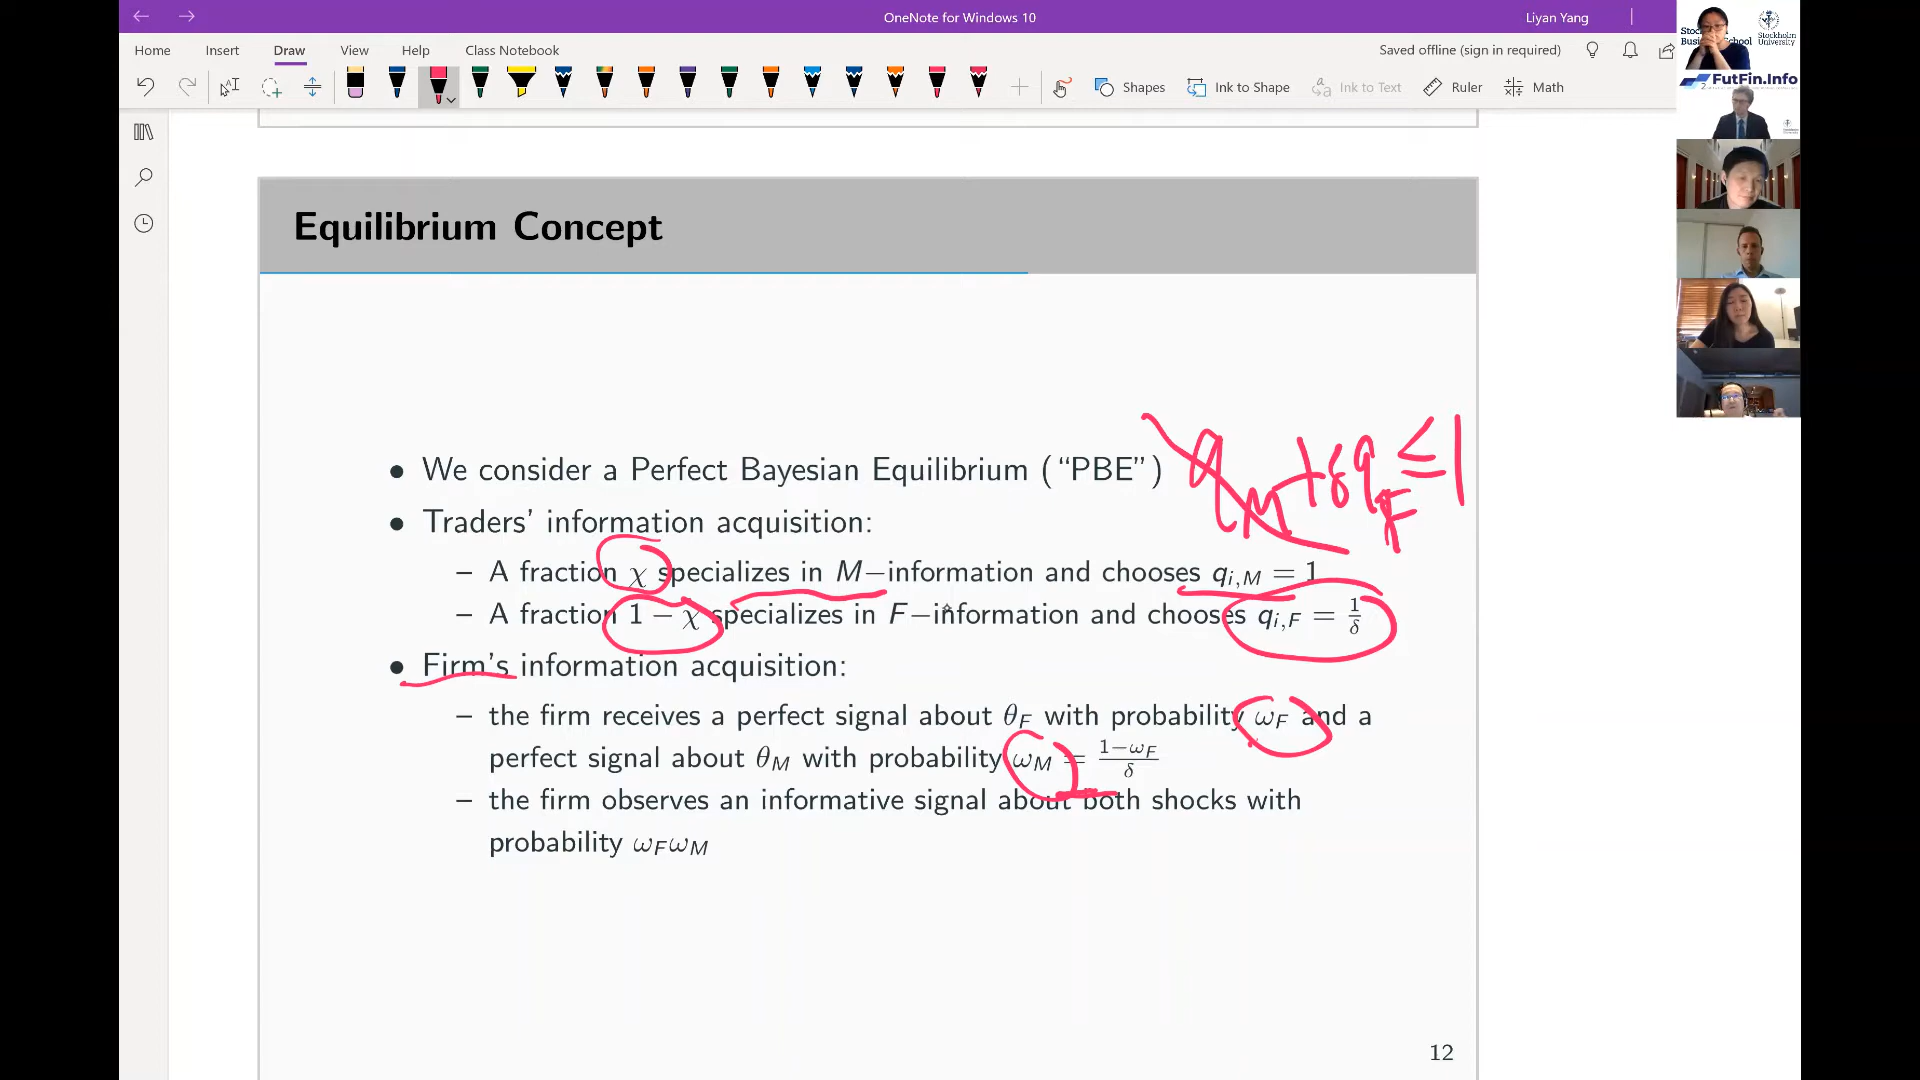 OneNote for Windows 10
Liyan Yang
Home Insert Draw View Help Class Notebook
Saved offline (sign in required)
Shapes Ink to Shape Ink to Text Ruler Math
Stockholm University
FutFin.Info
Equilibrium Concept
• We consider a Perfect Bayesian Equilibrium (“PBE”)
q_M + δq_F ≤ 1
• Traders’ information acquisition:
– A fraction χ specializes in M−information and chooses q_{i,M} = 1
– A fraction 1 − χ specializes in F−information and chooses q_{i,F} = 1/δ
• Firm’s information acquisition:
– the firm receives a perfect signal about θ_F with probability ω_F and a
perfect signal about θ_M with probability ω_M = (1−ω_F)/δ
– the firm observes an informative signal about both shocks with
probability ω_Fω_M
12